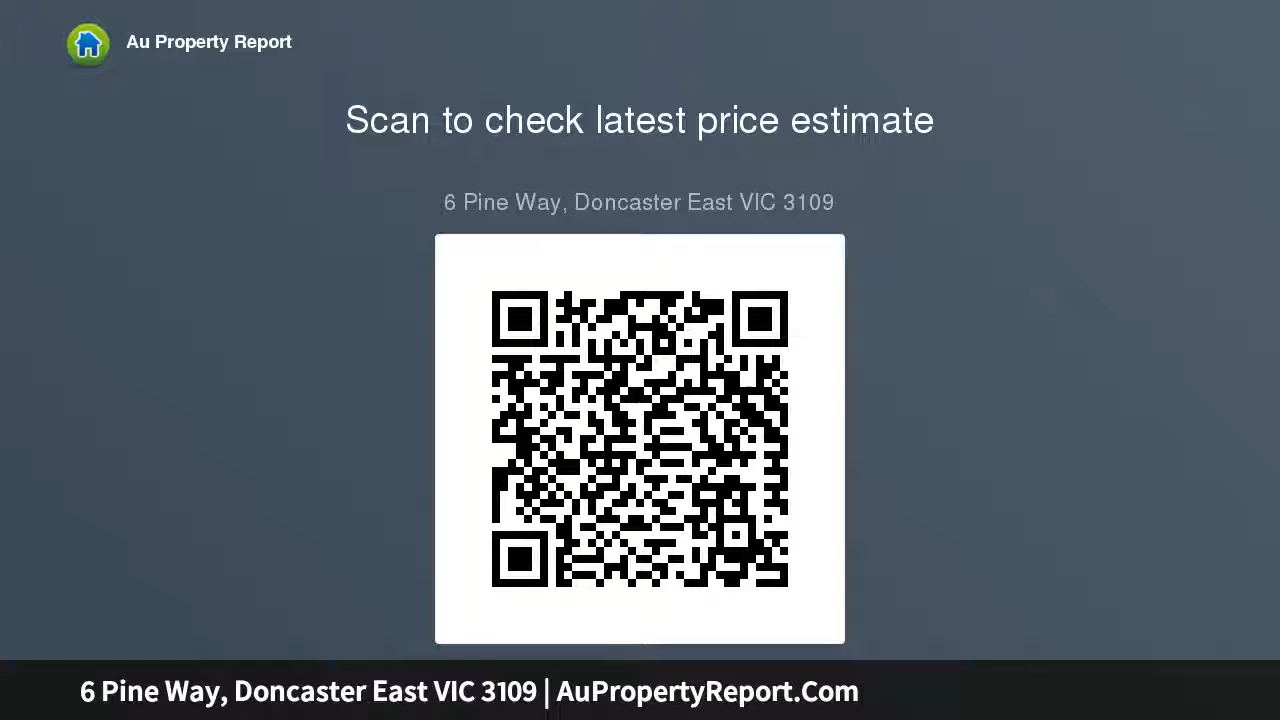 Au Property Report
Scan to check latest price estimate
6 Pine Way, Doncaster East VIC 3109
6 Pine Way, Doncaster East VIC 3109 | AuPropertyReport.Com